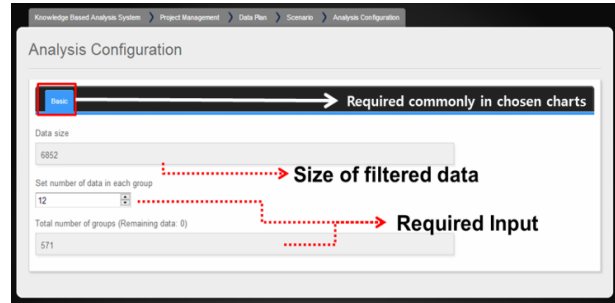 Knowledge Based Analysis System Project Management Data Plan Scenario Analysis Configuration
Analysis Configuration
Basic Required commonly in chosen charts
Data size
6852
Size of filtered data
Set number of data in each group
12
Required Input
Total number of groups (Remaining data: 0)
571